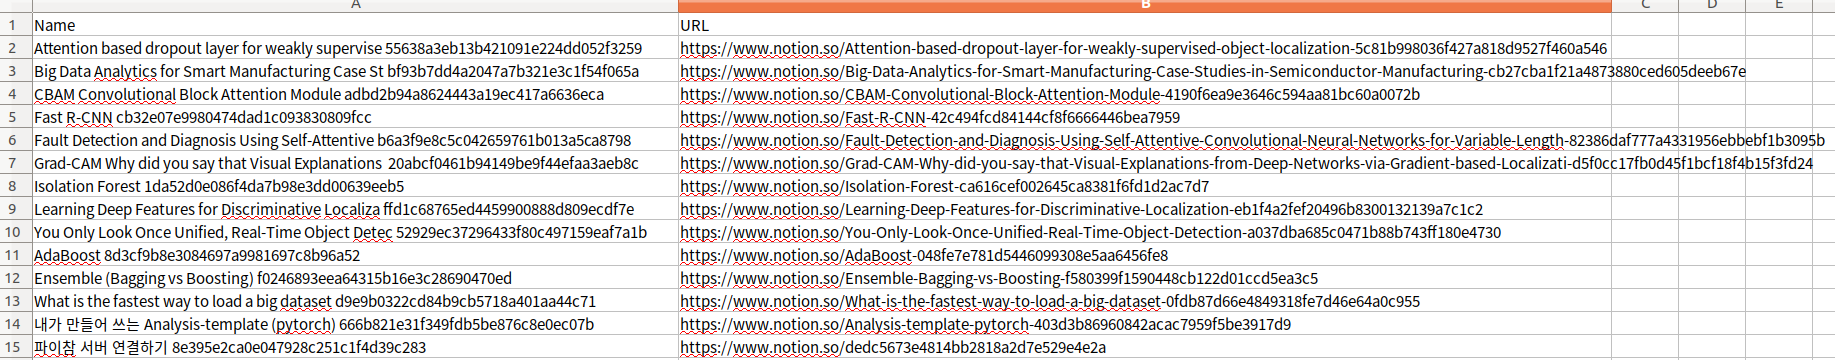 A B C D E
1 Name URL
2 Attention based dropout layer for weakly supervise 55638a3eb13b421091e224dd052f3259 https://www.notion.so/Attention-based-dropout-layer-for-weakly-supervised-object-localization-5c81b998036f427a818d9527f460a546
3 Big Data Analytics for Smart Manufacturing Case St bf93b7dd4a2047a7b321e3c1f54f065a https://www.notion.so/Big-Data-Analytics-for-Smart-Manufacturing-Case-Studies-in-Semiconductor-Manufacturing-cb27cba1f21a4873880ced605deeb67e
4 CBAM Convolutional Block Attention Module adbd2b94a8624443a19ec417a6636eca https://www.notion.so/CBAM-Convolutional-Block-Attention-Module-4190f6ea9e3646c594aa81bc60a0072b
5 Fast R-CNN cb32e07e9980474dad1c093830809fcc https://www.notion.so/Fast-R-CNN-42c494fcd84144cf8f6666446bea7959
6 Fault Detection and Diagnosis Using Self-Attentive b6a3f9e8c5c042659761b013a5ca8798 https://www.notion.so/Fault-Detection-and-Diagnosis-Using-Self-Attentive-Convolutional-Neural-Networks-for-Variable-Length-82386daf777a4331956ebbebf1b3095b
7 Grad-CAM Why did you say that Visual Explanations 20abcf0461b94149be9f44efaa3aeb8c https://www.notion.so/Grad-CAM-Why-did-you-say-that-Visual-Explanations-from-Deep-Networks-via-Gradient-based-Localizati-d5f0cc17fb0d45f1bcf18f4b15f3fd24
8 Isolation Forest 1da52d0e086f4da7b98e3dd00639eeb5 https://www.notion.so/Isolation-Forest-ca616cef002645ca8381f6fd1d2ac7d7
9 Learning Deep Features for Discriminative Localiza ffd1c68765ed4459900888d809ecdf7e https://www.notion.so/Learning-Deep-Features-for-Discriminative-Localization-eb1f4a2fef20496b8300132139a7c1c2
10 You Only Look Once Unified, Real-Time Object Detec 52929ec37296433f80c497159eaf7a1b https://www.notion.so/You-Only-Look-Once-Unified-Real-Time-Object-Detection-a037dba685c0471b88b743ff180e4730
11 AdaBoost 8d3cf9b8e3084697a9981697c8b96a52 https://www.notion.so/AdaBoost-048fe7e781d5446099308e5aa6456fe8
12 Ensemble (Bagging vs Boosting) f0246893eea64315b16e3c28690470ed https://www.notion.so/Ensemble-Bagging-vs-Boosting-f580399f1590448cb122d01ccd5ea3c5
13 What is the fastest way to load a big dataset d9e9b0322cd84b9cb5718a401aa44c71 https://www.notion.so/What-is-the-fastest-way-to-load-a-big-dataset-0fdb87d66e4849318fe7d46e64a0c955
14 내가 만들어 쓰는 Analysis-template (pytorch) 666b821e31f349fdb5be876c8e0ec07b https://www.notion.so/Analysis-template-pytorch-403d3b86960842acac7959f5be3917d9
15 파이참 서버 연결하기 8e395e2ca0e047928c251c1f4d39c283 https://www.notion.so/dedc5673e4814bb2818a2d7e529e4e2a